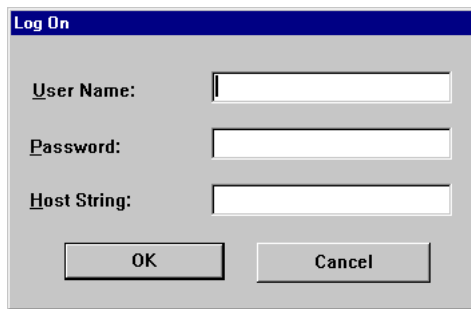 Log On
User Name:
Password:
Host String:
OK
Cancel